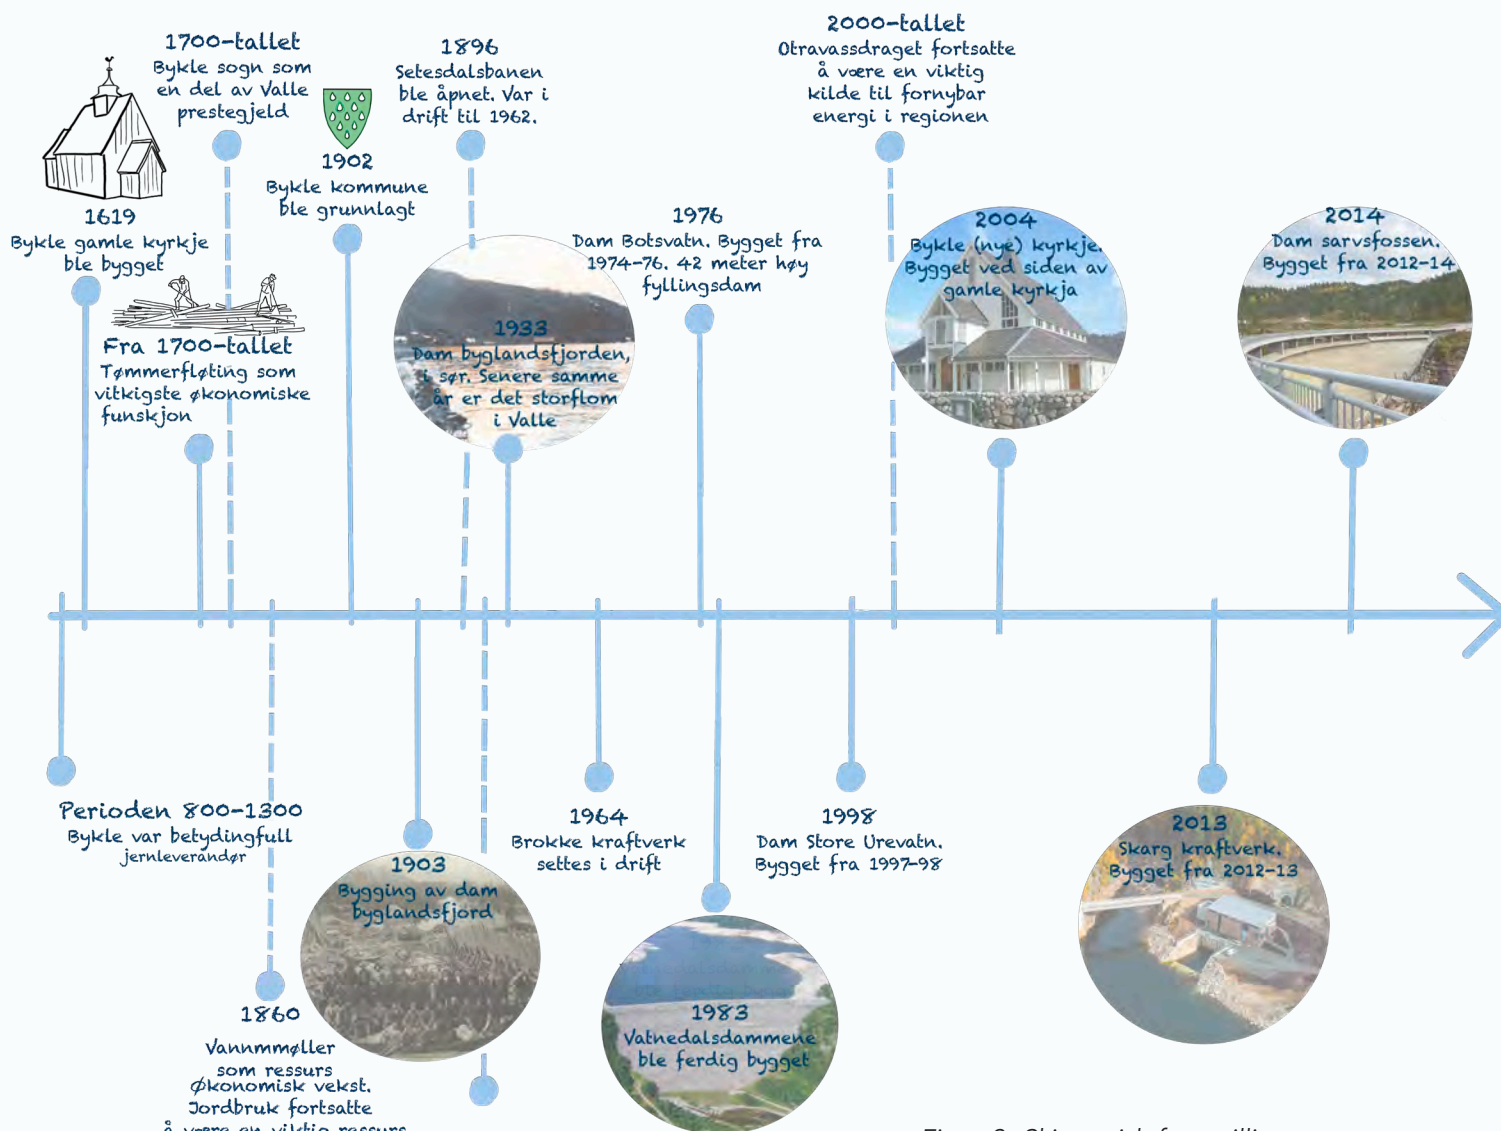 1700-tallet
Bykle sogn som
en del av Valle
prestegjeld
1896
Setesdalsbanen
ble åpnet. Var i
drift til 1962.
2000-tallet
Otravassdraget fortsatte
å være en viktig
kilde til fornybar
energi i regionen
1902
Bykle kommune
ble grunnlagt
1619
Bykle gamle kyrkje
ble bygget
1976
Dam Botsvatn. Bygget fra
1974-76. 42 meter høy
fyllingsdam
2004
Bykle (nye) kyrkje.
Bygget ved siden av
gamle kyrkja
2014
Dam sarvsfossen.
Bygget fra 2012-14
Fra 1700-tallet
Tømmerfløting som
vitkigste økonomiske
funskjon
1933
Dam byglandsfjorden,
i sør. Senere samme
år er det storflom
i Valle
Perioden 800-1300
Bykle var betydingfull
jernleverandør
1903
Bygging av dam
byglandsfjord
1964
Brokke kraftverk
settes i drift
1998
Dam Store Urevatn.
Bygget fra 1997-98
2013
Skarg kraftverk.
Bygget fra 2012-13
1860
Vannmmøller
som ressurs
Økonomisk vekst.
Jordbruk fortsatte
å være en viktig ressurs
1983
Vatnedalsdammene
ble ferdig bygget